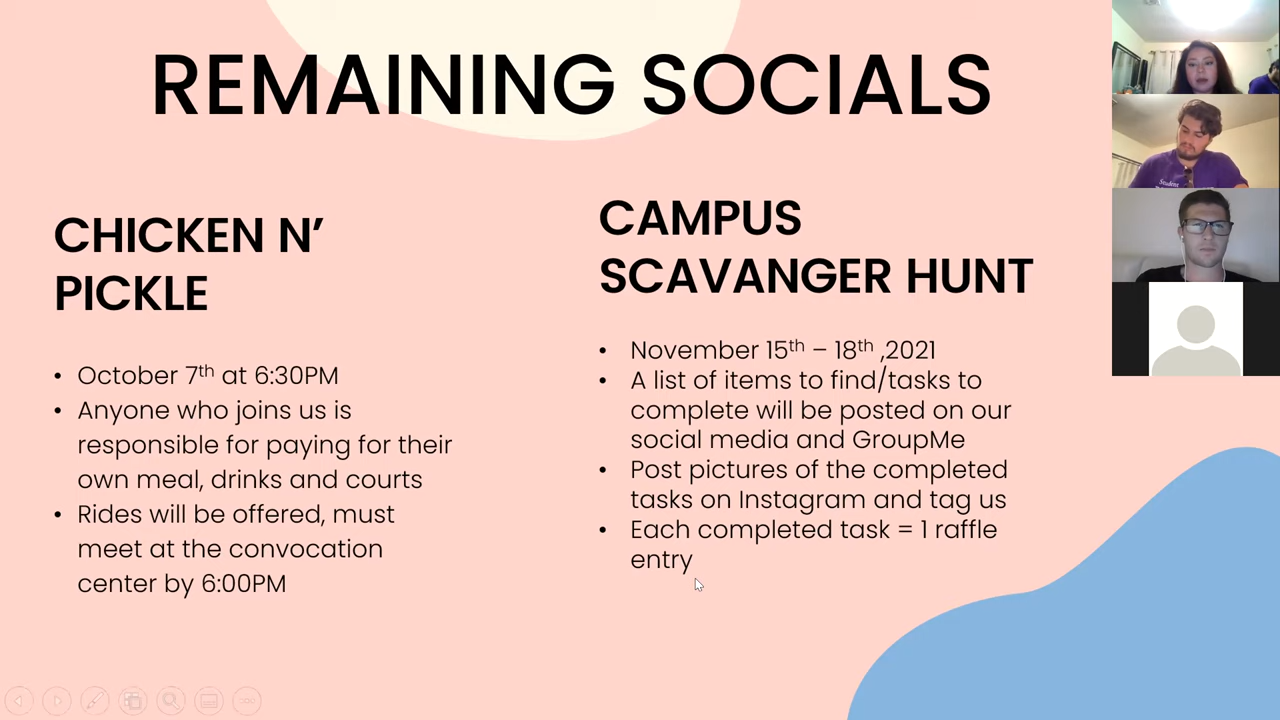 REMAINING SOCIALS
CHICKEN N’
PICKLE
• October 7th at 6:30PM
• Anyone who joins us is
responsible for paying for their
own meal, drinks and courts
• Rides will be offered, must
meet at the convocation
center by 6:00PM
CAMPUS
SCAVANGER HUNT
• November 15th – 18th ,2021
• A list of items to find/tasks to
complete will be posted on our
social media and GroupMe
• Post pictures of the completed
tasks on Instagram and tag us
• Each completed task = 1 raffle
entry
Student